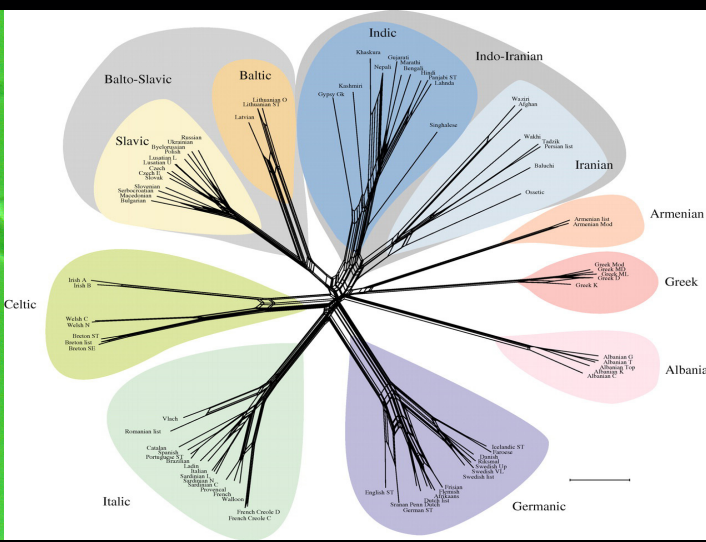 Indic
Khaskura
Gujarati
Nepali
Marathi
Bengali
Hindi
Panjabi ST
Lahnda
Kashmiri
Gypsy Gk
Singhalese
Indo-Iranian
Waziri
Afghan
Wakhi
Tadzik
Persian list
Baluchi
Iranian
Ossetic
Balto-Slavic
Baltic
Lithuanian O
Lithuanian ST
Latvian
Slavic
Russian
Ukrainian
Byelorussian
Polish
Lusatian L
Lusatian U
Czech
Czech E
Slovak
Slovenian
Serbocroatian
Macedonian
Bulgarian
Armenian
Armenian list
Armenian Mod
Greek Mod
Greek MD
Greek ML
Greek D
Greek K
Greek
Celtic
Irish A
Irish B
Welsh C
Welsh N
Breton ST
Breton list
Breton SE
Albania
Albanian G
Albanian T
Albanian Top
Albanian K
Albanian C
Vlach
Romanian list
Catalan
Spanish
Portuguese ST
Brazilian
Ladin
Italian
Sardinian L
Sardinian N
Sardinian C
Provencal
French
Walloon
French Creole D
French Creole C
Italic
Icelandic ST
Faroese
Danish
Riksmal
Swedish Up
Swedish VL
Swedish list
Frisian
Flemish
Afrikaans
Dutch list
Penn Dutch
Sranan
German ST
English ST
Germanic